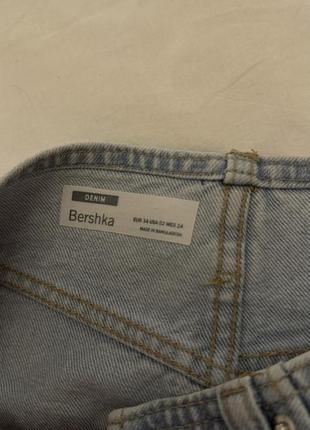 DENIM
Bershka
EUR 34 USA 02 MEX 24
MADE IN BANGLADESH